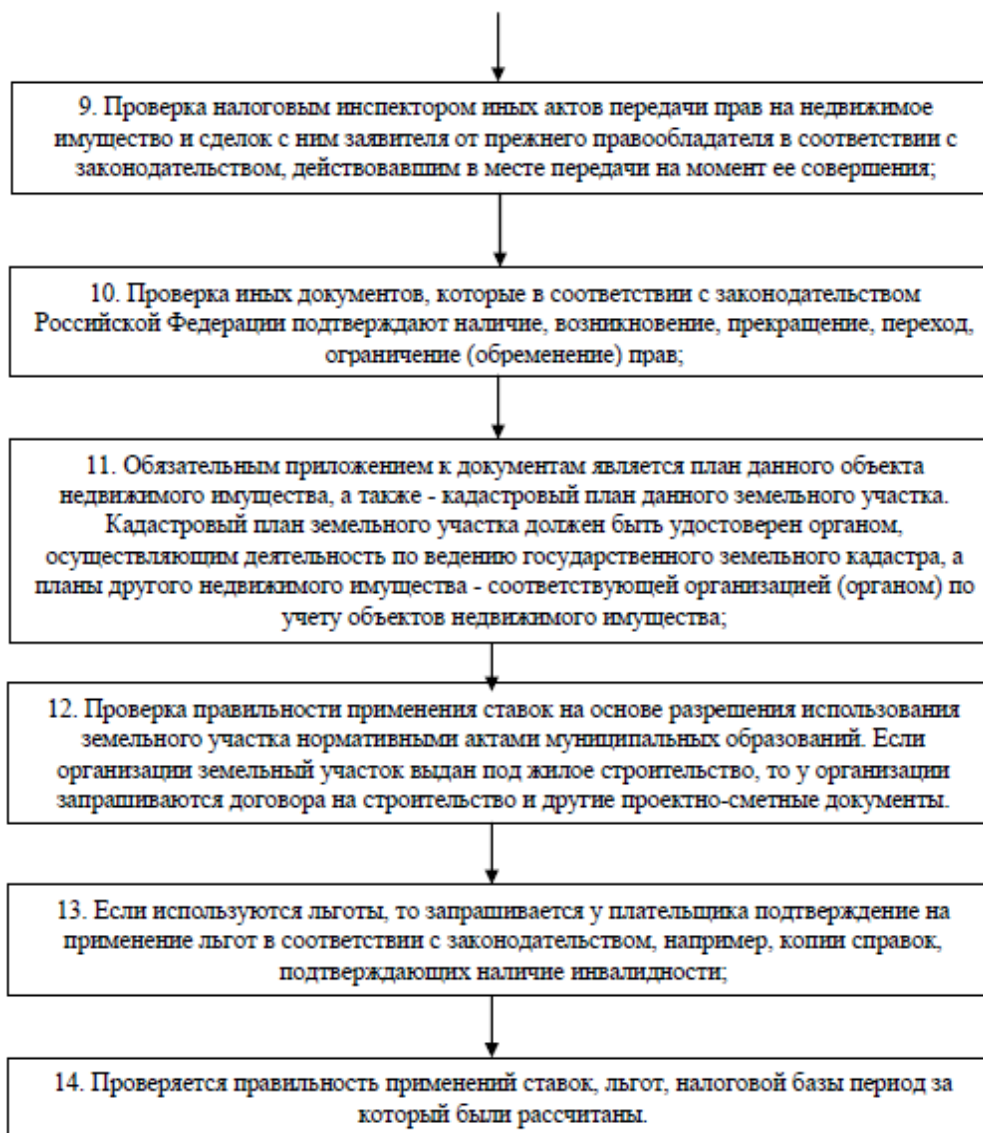 9. Проверка налоговым инспектором иных актов передачи прав на недвижимое
имущество и сделок с ним заявителя от прежнего правообладателя в соответствии с
законодательством, действовавшим в месте передачи на момент ее совершения;
10. Проверка иных документов, которые в соответствии с законодательством
Российской Федерации подтверждают наличие, возникновение, прекращение, переход,
ограничение (обременение) прав;
11. Обязательным приложением к документам является план данного объекта
недвижимого имущества, а также - кадастровый план данного земельного участка.
Кадастровый план земельного участка должен быть удостоверен органом,
осуществляющим деятельность по ведению государственного земельного кадастра, а
планы другого недвижимого имущества - соответствующей организацией (органом) по
учету объектов недвижимого имущества;
12. Проверка правильности применения ставок на основе разрешения использования
земельного участка нормативными актами муниципальных образований. Если
организации земельный участок выдан под жилое строительство, то у организации
запрашиваются договора на строительство и другие проектно-сметные документы.
13. Если используются льготы, то запрашивается у плательщика подтверждение на
применение льгот в соответствии с законодательством, например, копии справок,
подтверждающих наличие инвалидности;
14. Проверяется правильность применений ставок, льгот, налоговой базы период за
который были рассчитаны.